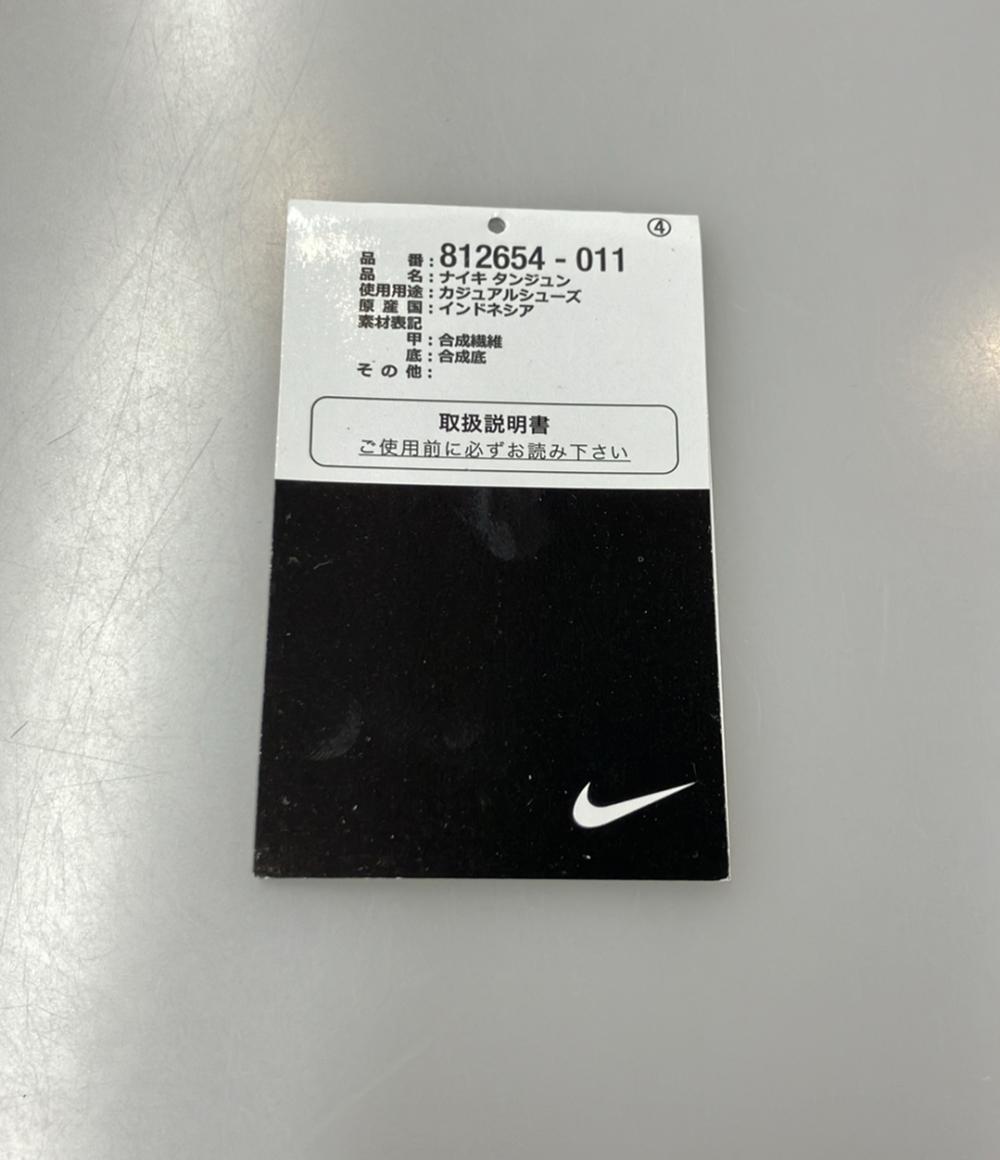 ④
品番:812654-011
品名:ナイキ タンジュン
使用用途:カジュアルシューズ
原産国:インドネシア
素材表記
甲:合成繊維
底:合成底
その他:
取扱説明書
ご使用前に必ずお読み下さい